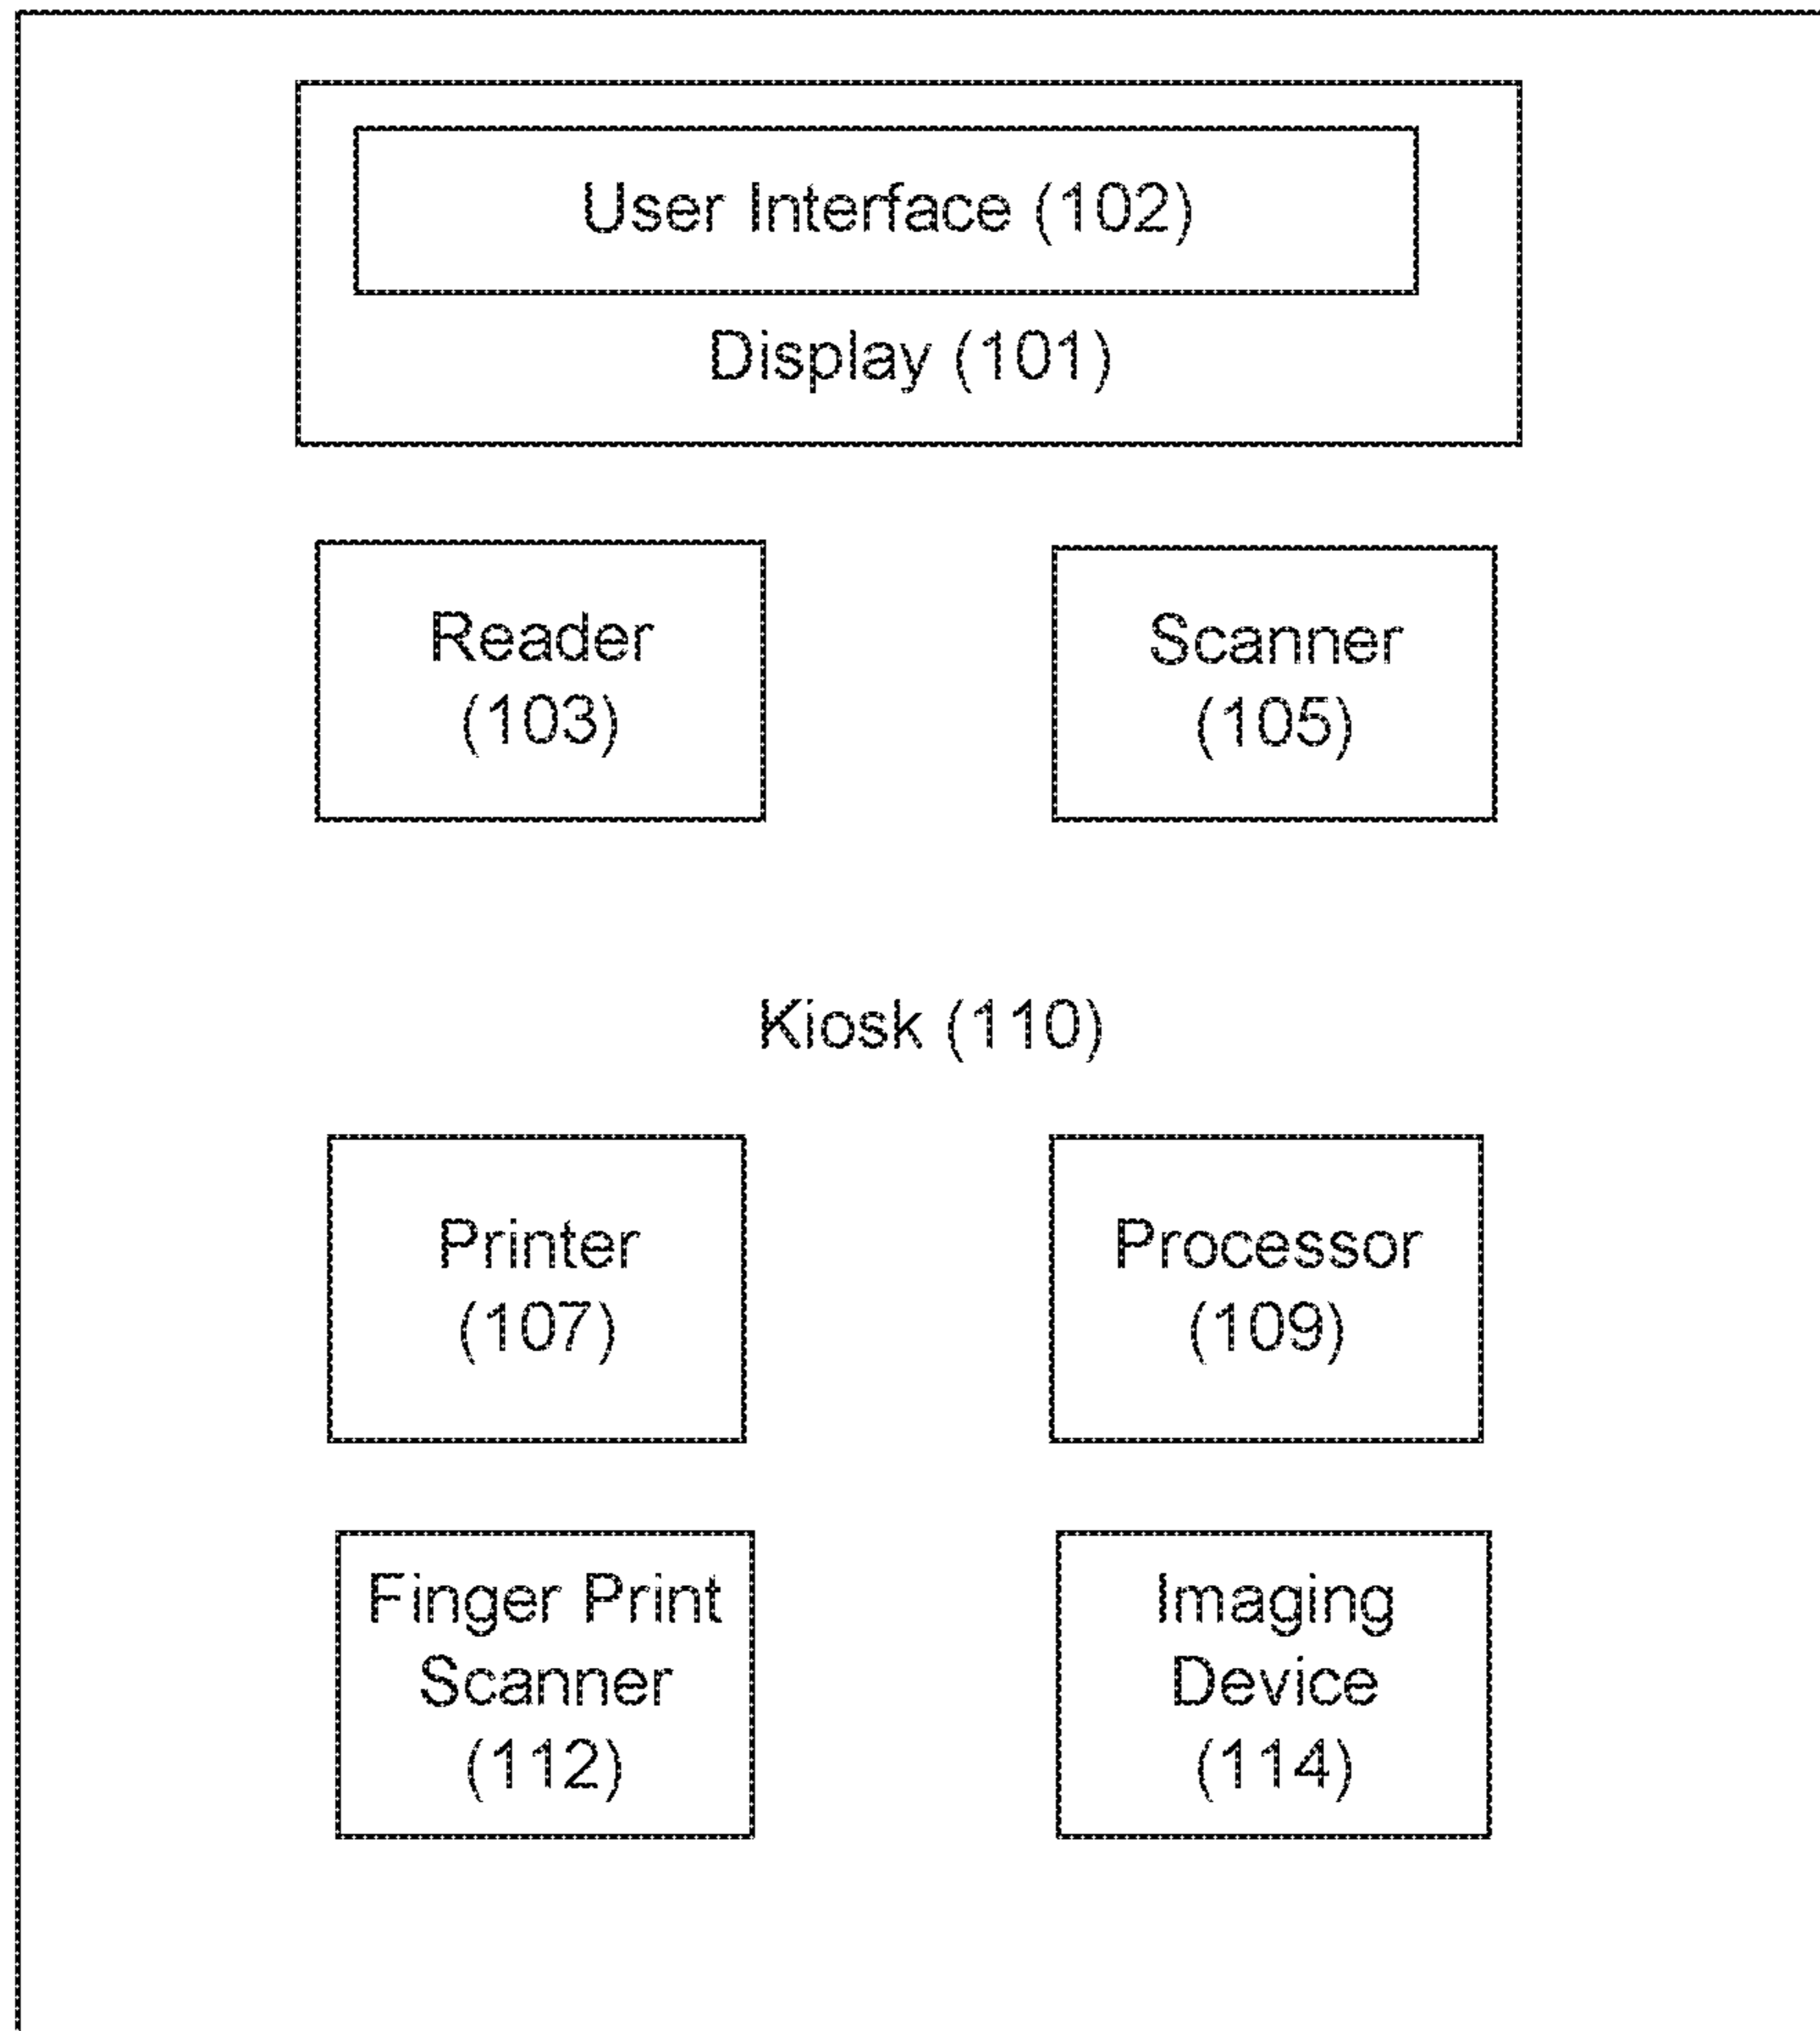 User Interface (102)
Display (101)
Reader
(103)
Scanner
(105)
Kiosk (110)
Printer
(107)
Processor
(109)
Finger Print
Scanner
(112)
Imaging
Device
(114)